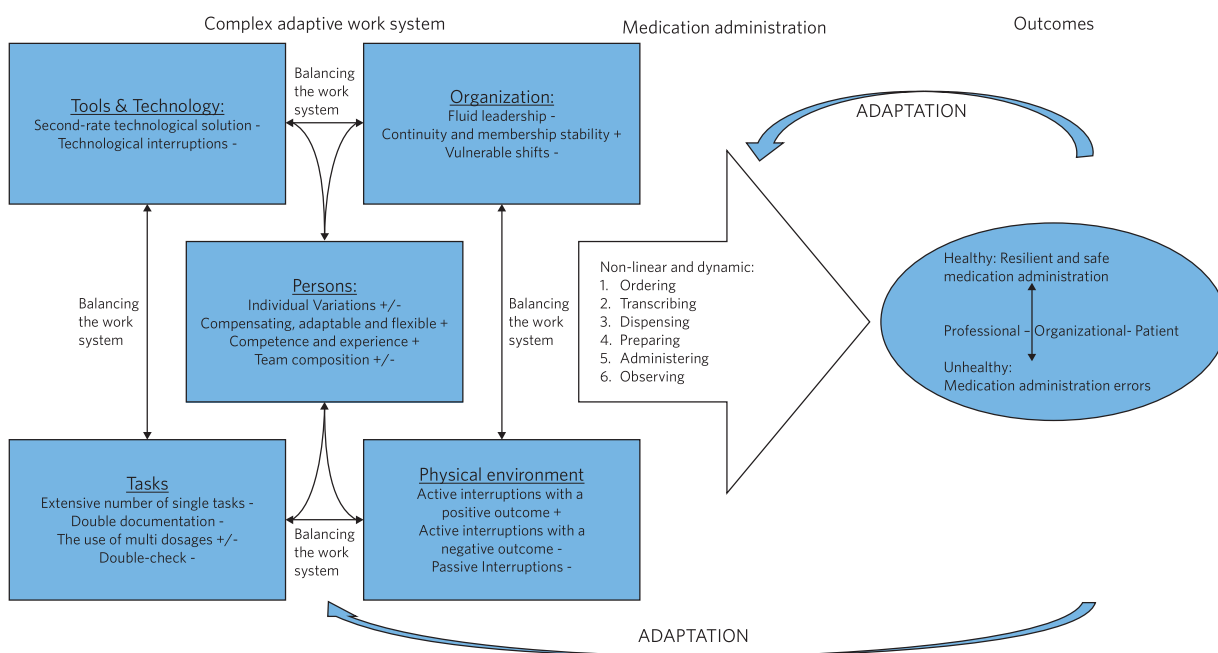 Complex adaptive work system
Medication administration
Outcomes
Tools & Technology:
Second-rate technological solution -
Technological interruptions -
Balancing
the work
system
Organization:
Fluid leadership -
Continuity and membership stability +
Vulnerable shifts -
ADAPTATION
Balancing
the work
system
Persons:
Individual Variations +/-
Compensating, adaptable and flexible +
Competence and experience +
Team composition +/-
Balancing
the work
system
Non-linear and dynamic:
1. Ordering
2. Transcribing
3. Dispensing
4. Preparing
5. Administering
6. Observing
Healthy: Resilient and safe
medication administration
Professional – Organizational- Patient
Unhealthy:
Medication administration errors
Tasks
Extensive number of single tasks -
Double documentation -
The use of multi dosages +/-
Double-check -
Balancing
the work
system
Physical environment
Active interruptions with a
positive outcome +
Active interruptions with a
negative outcome -
Passive Interruptions -
ADAPTATION